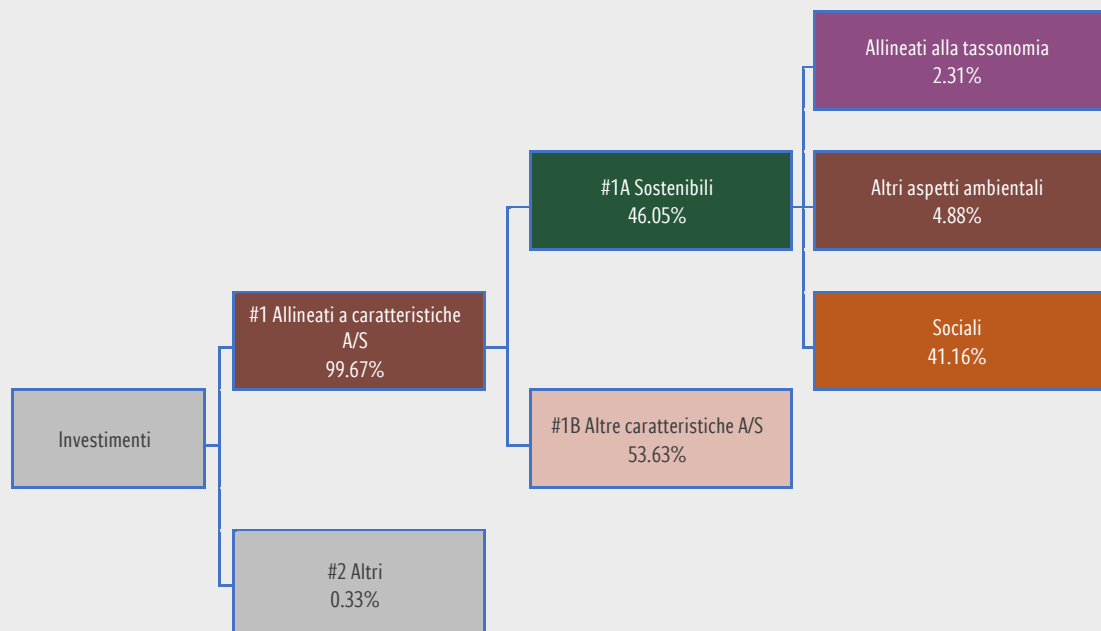 Allineati alla tassonomia
2.31%
#1A Sostenibili
46.05%
Altri aspetti ambientali
4.88%
#1 Allineati a caratteristiche
A/S
99.67%
Sociali
41.16%
Investimenti
#1B Altre caratteristiche A/S
53.63%
#2 Altri
0.33%